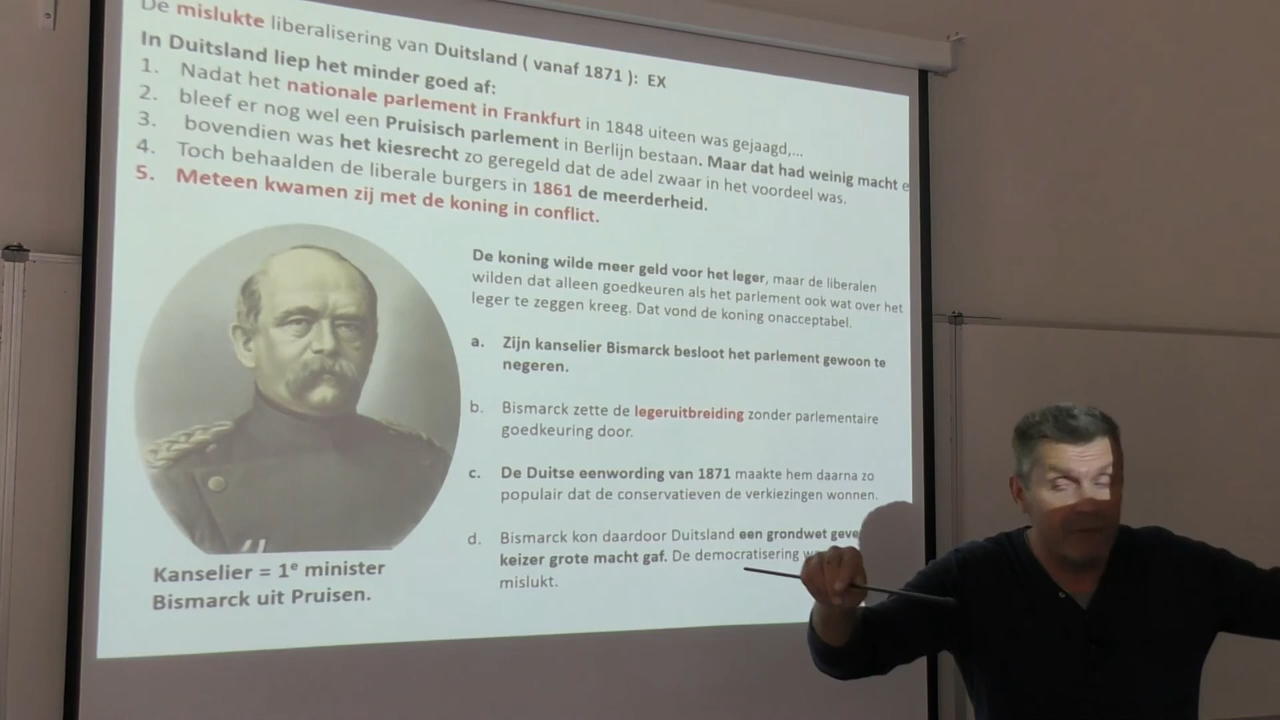 De mislukte liberalisering van Duitsland ( vanaf 1871 ): EX
In Duitsland liep het minder goed af:
1. Nadat het nationale parlement in Frankfurt in 1848 uiteen was gejaagd,...
2. bleef er nog wel een Pruisisch parlement in Berlijn bestaan. Maar dat had weinig macht e
3. bovendien was het kiesrecht zo geregeld dat de adel zwaar in het voordeel was.
4. Toch behaalden de liberale burgers in 1861 de meerderheid.
5. Meteen kwamen zij met de koning in conflict.
De koning wilde meer geld voor het leger, maar de liberalen
wilden dat alleen goedkeuren als het parlement ook wat over het
leger te zeggen kreeg. Dat vond de koning onacceptabel.
a. Zijn kanselier Bismarck besloot het parlement gewoon te
negeren.
b. Bismarck zette de legeruitbreiding zonder parlementaire
goedkeuring door.
c. De Duitse eenwording van 1871 maakte hem daarna zo
populair dat de conservatieven de verkiezingen wonnen.
d. Bismarck kon daardoor Duitsland een grondwet geve
keizer grote macht gaf. De democratisering
mislukt.
Kanselier = 1e minister
Bismarck uit Pruisen.